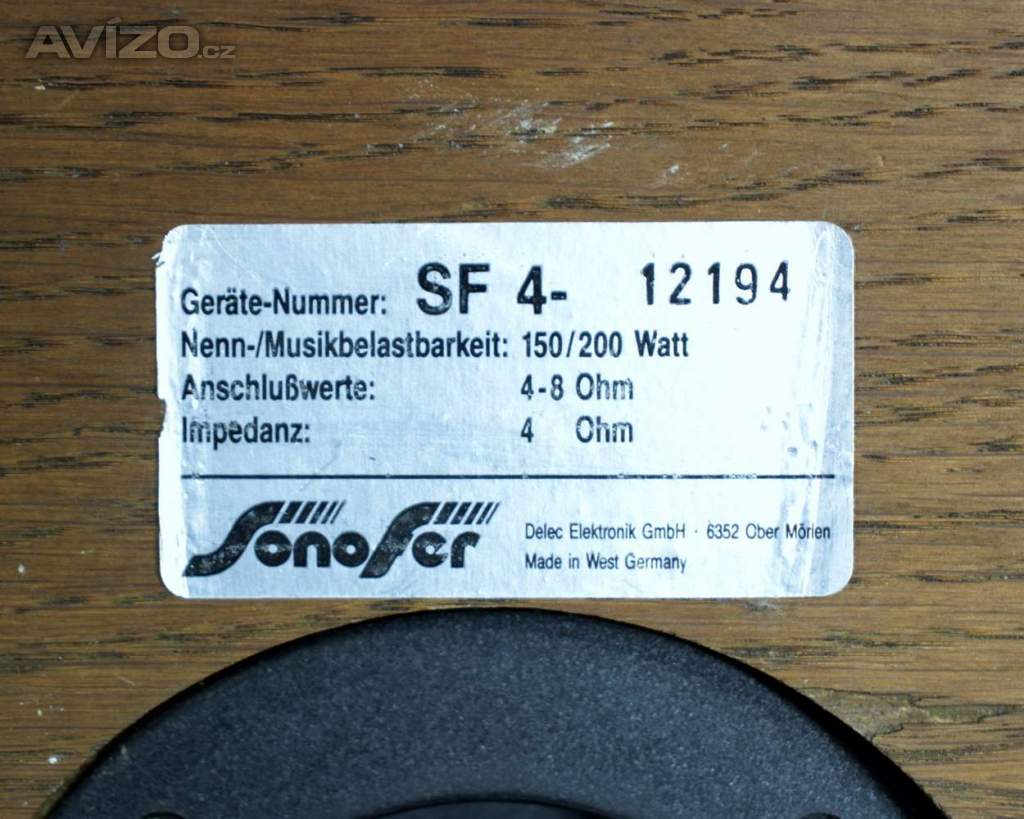 AVÍZO.cz
Geräte-Nummer: SF 4- 12194
Nenn-/Musikbelastbarkeit: 150/200 Watt
Anschlußwerte: 4-8 Ohm
Impedanz: 4 Ohm
Sonofer
Delec Elektronik GmbH · 6352 Ober Mörlen
Made in West Germany